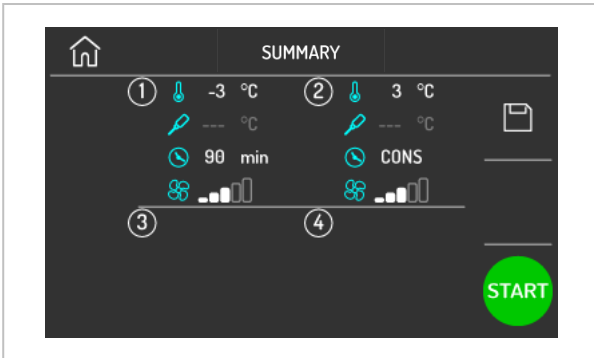 SUMMARY
1 -3 °C 2 3 °C
--- °C --- °C
90 min CONS
3 4
START